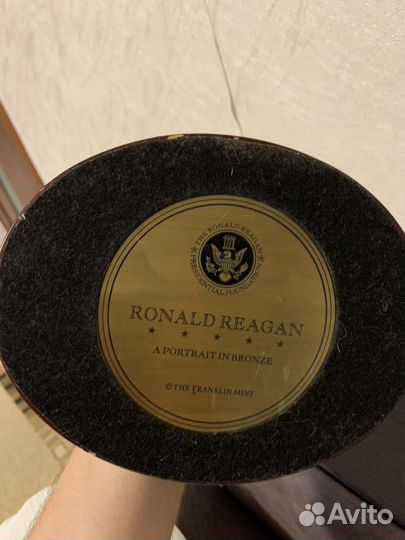 THE RONALD REAGAN
PRESIDENTIAL FOUNDATION
RONALD REAGAN
A PORTRAIT IN BRONZE
© THE FRANKLIN MINT
Avito